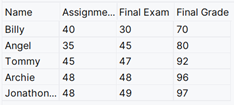 Name Assignme... Final Exam Final Grade
Billy 40 30 70
Angel 35 45 80
Tommy 45 47 92
Archie 48 48 96
Jonathon... 48 49 97